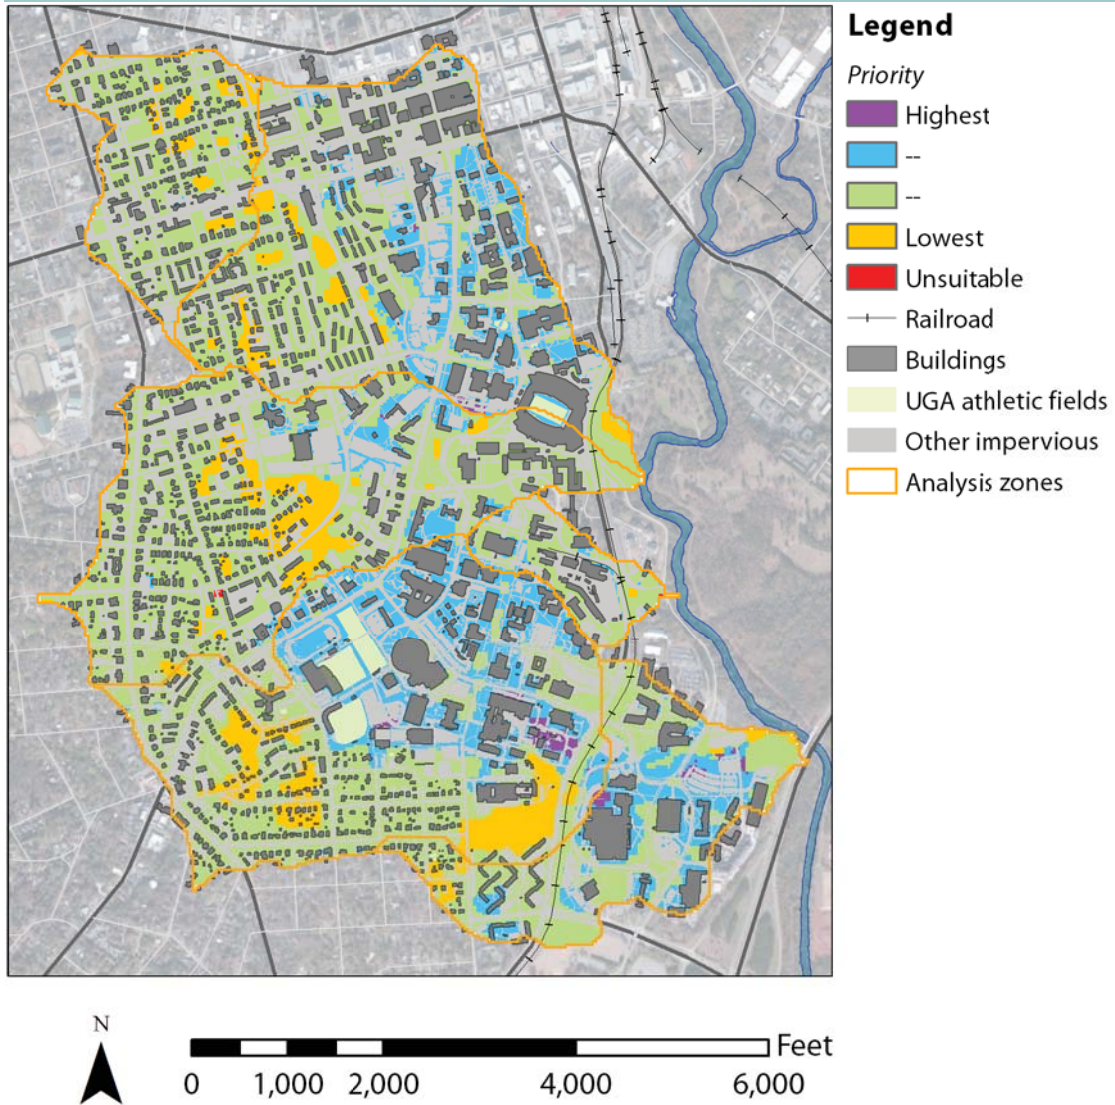 Legend
Priority
Highest
--
--
Lowest
Unsuitable
Railroad
Buildings
UGA athletic fields
Other impervious
Analysis zones
N
Feet
0 1,000 2,000 4,000 6,000